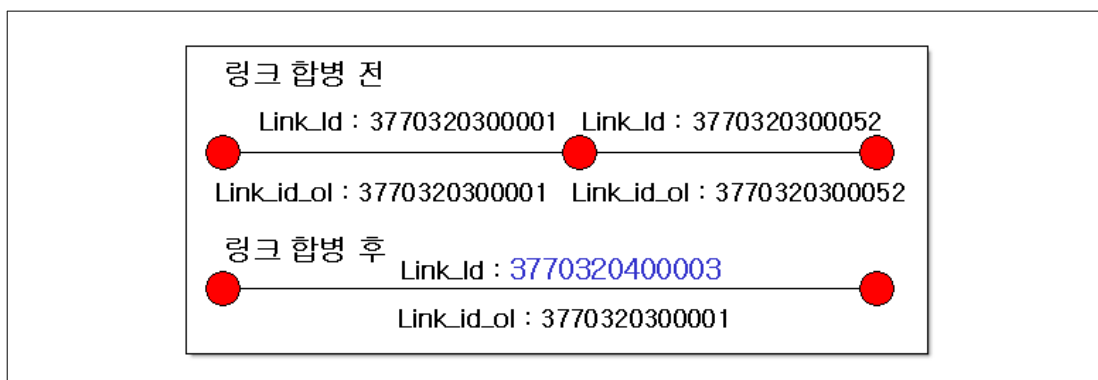 링크 합병 전
Link_Id : 3770320300001 Link_Id : 3770320300052
Link_id_ol : 3770320300001 Link_id_ol : 3770320300052
링크 합병 후
Link_Id : 3770320400003
Link_id_ol : 3770320300001